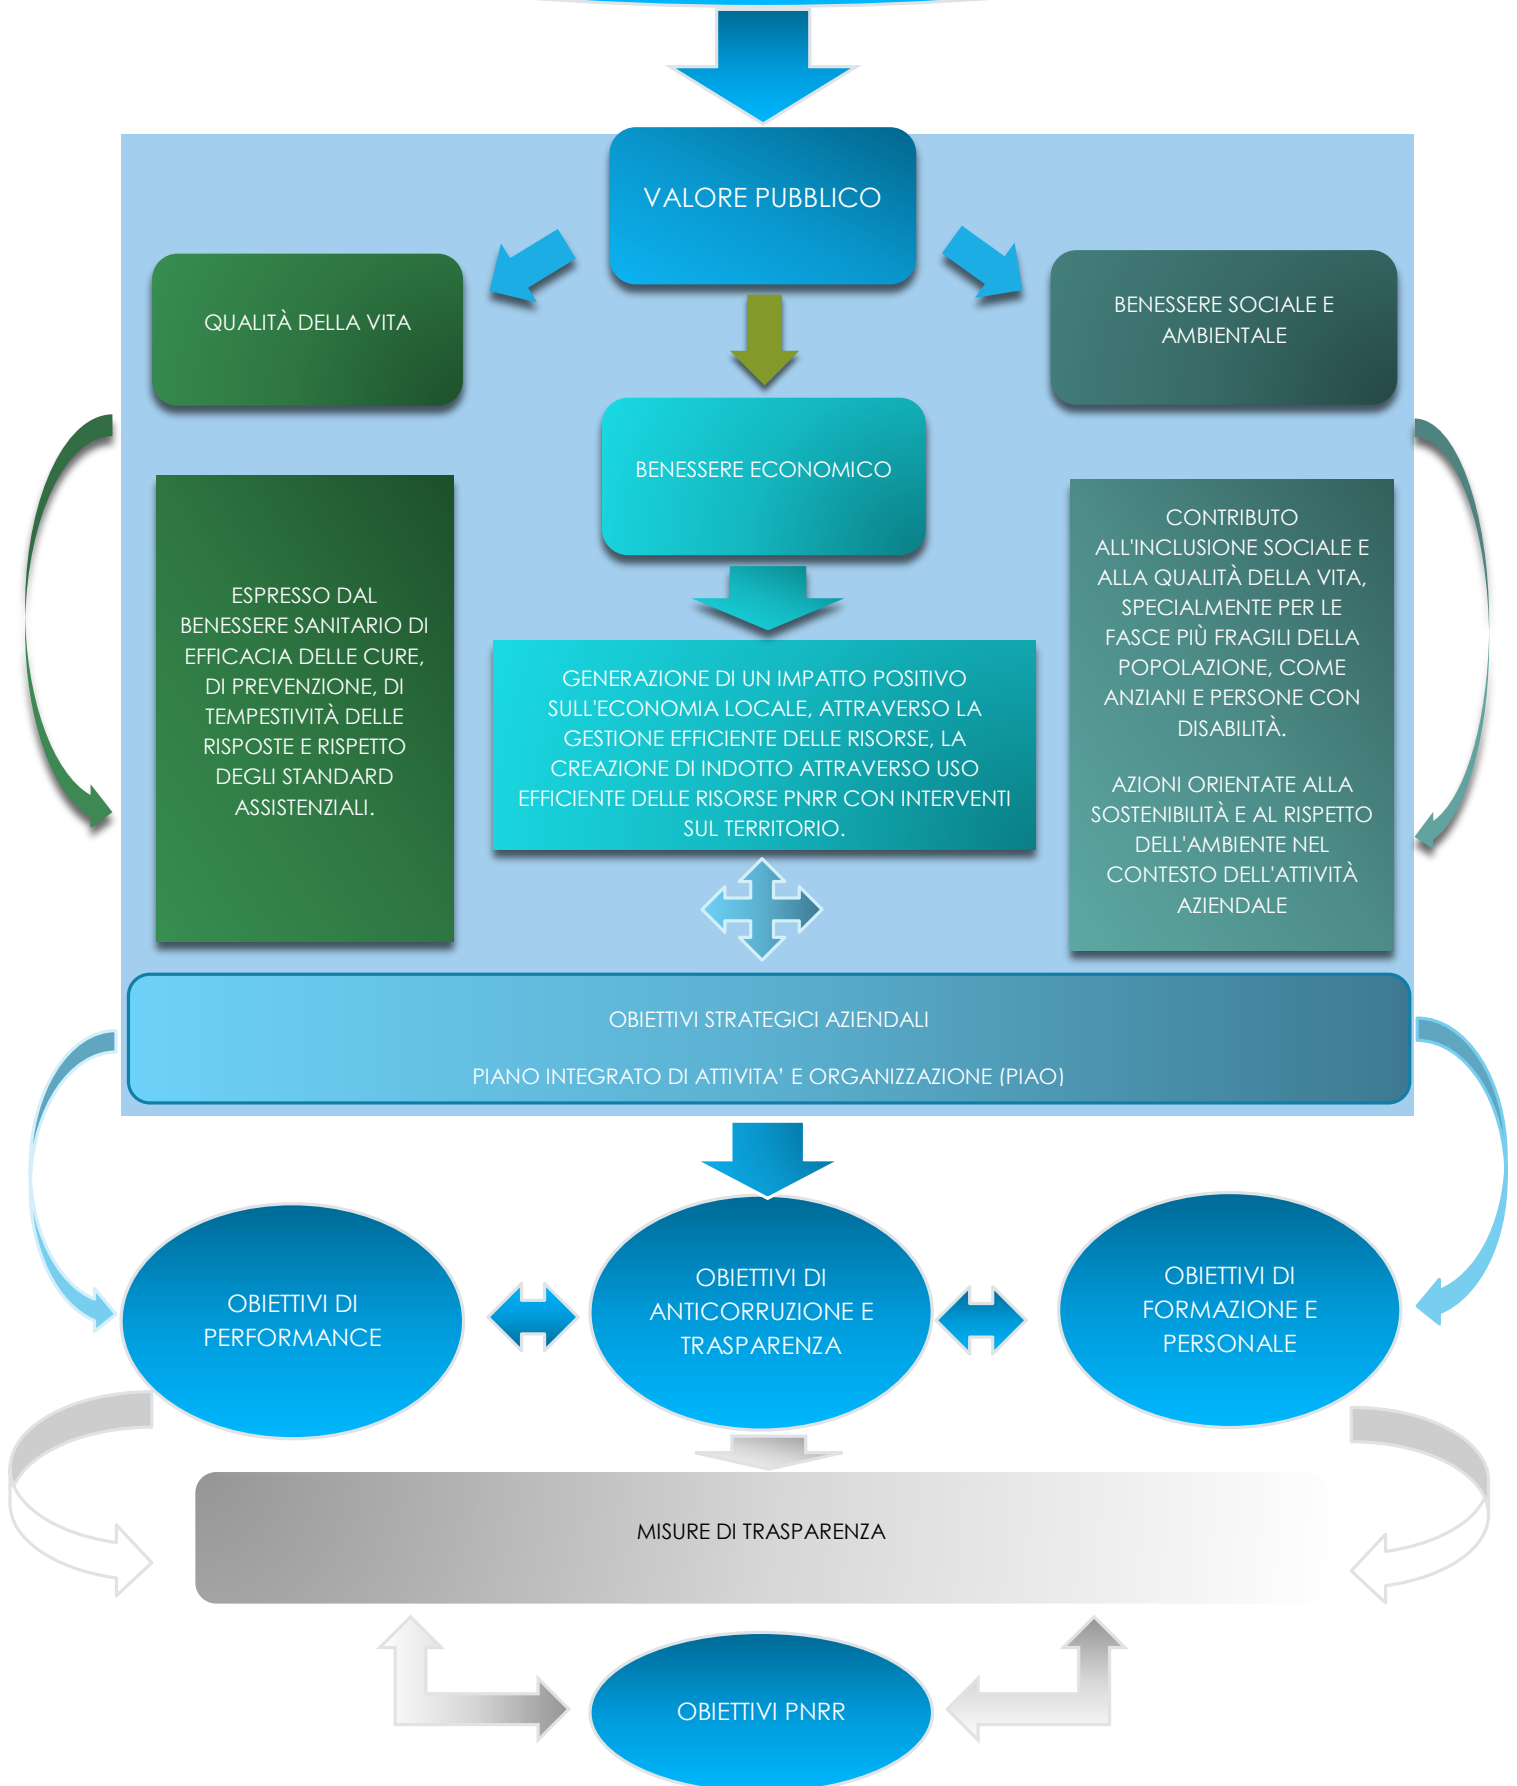 VALORE PUBBLICO
QUALITÀ DELLA VITA
BENESSERE SOCIALE E
AMBIENTALE
BENESSERE ECONOMICO
ESPRESSO DAL
BENESSERE SANITARIO DI
EFFICACIA DELLE CURE,
DI PREVENZIONE, DI
TEMPESTIVITÀ DELLE
RISPOSTE E RISPETTO
DEGLI STANDARD
ASSISTENZIALI.
GENERAZIONE DI UN IMPATTO POSITIVO
SULL'ECONOMIA LOCALE, ATTRAVERSO LA
GESTIONE EFFICIENTE DELLE RISORSE, LA
CREAZIONE DI INDOTTO ATTRAVERSO USO
EFFICIENTE DELLE RISORSE PNRR CON INTERVENTI
SUL TERRITORIO.
CONTRIBUTO
ALL'INCLUSIONE SOCIALE E
ALLA QUALITÀ DELLA VITA,
SPECIALMENTE PER LE
FASCE PIÙ FRAGILI DELLA
POPOLAZIONE, COME
ANZIANI E PERSONE CON
DISABILITÀ.
AZIONI ORIENTATE ALLA
SOSTENIBILITÀ E AL RISPETTO
DELL'AMBIENTE NEL
CONTESTO DELL'ATTIVITÀ
AZIENDALE
OBIETTIVI STRATEGICI AZIENDALI
PIANO INTEGRATO DI ATTIVITA' E ORGANIZZAZIONE (PIAO)
OBIETTIVI DI
PERFORMANCE
OBIETTIVI DI
ANTICORRUZIONE E
TRASPARENZA
OBIETTIVI DI
FORMAZIONE E
PERSONALE
MISURE DI TRASPARENZA
OBIETTIVI PNRR